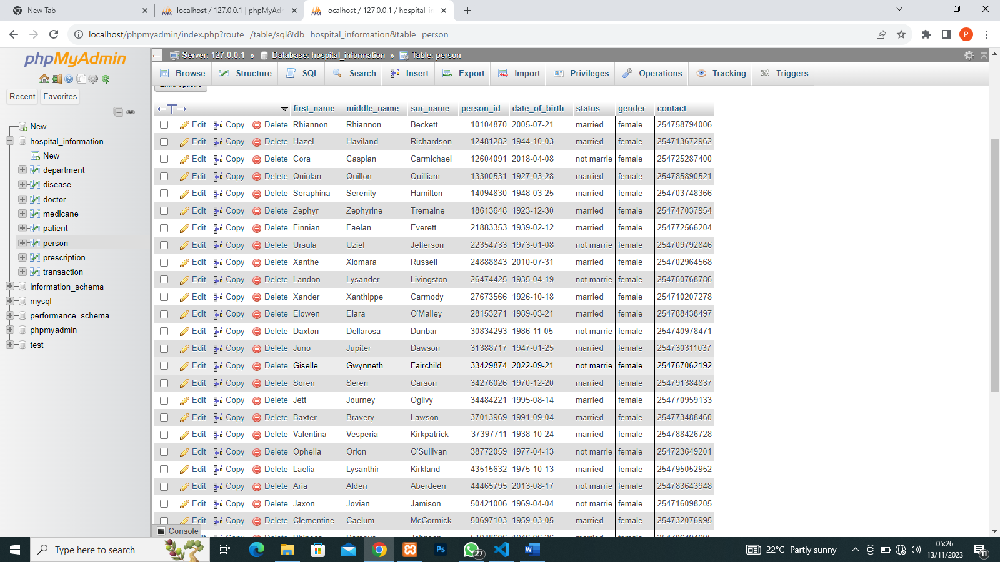 New Tab
localhost / 127.0.0.1 | phpMyAdr
localhost / 127.0.0.1 / hospital_ir
localhost/phpmyadmin/index.php?route=/table/sql&db=hospital_information&table=person
P
phpMyAdmin
Server: 127.0.0.1 » Database: hospital_information » Table: person
Browse Structure SQL Search Insert Export Import Privileges Operations Tracking Triggers
Extra options
Recent Favorites
New
hospital_information
New
department
disease
doctor
medicane
patient
person
prescription
transaction
information_schema
mysql
performance_schema
phpmyadmin
test
first_name middle_name sur_name person_id date_of_birth status gender contact
Edit Copy Delete Rhiannon Rhiannon Beckett 10104870 2005-07-21 married female 254758794006
Edit Copy Delete Hazel Haviland Richardson 12481282 1944-10-03 married female 254713672962
Edit Copy Delete Cora Caspian Carmichael 12604091 2018-04-08 not marrie female 254725287400
Edit Copy Delete Quinlan Quillon Quilliam 13300531 1927-03-28 married female 254785890521
Edit Copy Delete Seraphina Serenity Hamilton 14094830 1948-03-25 married female 254703748366
Edit Copy Delete Zephyr Zephyrine Tremaine 18613648 1923-12-30 married female 254747037954
Edit Copy Delete Finnian Faelan Everett 21883353 1939-02-12 married female 254772566204
Edit Copy Delete Ursula Uziel Jefferson 22354733 1973-01-08 not marrie female 254709792846
Edit Copy Delete Xanthe Xiomara Russell 24888843 2010-07-31 married female 254702964568
Edit Copy Delete Landon Lysander Livingston 26474425 1935-04-19 not marrie female 254760768786
Edit Copy Delete Xander Xanthippe Carmody 27673566 1926-10-18 married female 254710207278
Edit Copy Delete Elowen Elara O'Malley 28153271 1989-03-21 married female 254788438497
Edit Copy Delete Daxton Dellarosa Dunbar 30834293 1986-11-05 not marrie female 254740978471
Edit Copy Delete Juno Jupiter Dawson 31388717 1947-01-25 married female 254730311037
Edit Copy Delete Giselle Gwynneth Fairchild 33429874 2022-09-21 not marrie female 254767062192
Edit Copy Delete Soren Seren Carson 34276026 1970-12-20 married female 254791384837
Edit Copy Delete Jett Journey Ogilvy 34484221 1995-08-14 married female 254770959133
Edit Copy Delete Baxter Bravery Lawson 37013969 1991-09-04 married female 254773488460
Edit Copy Delete Valentina Vesperia Kirkpatrick 37397711 1938-10-24 married female 254788426728
Edit Copy Delete Ophelia Orion O'Sullivan 38772059 1977-04-13 not marrie female 254723649201
Edit Copy Delete Laelia Lysanthir Kirkland 43515632 1975-10-13 married female 254795052952
Edit Copy Delete Aria Alden Aberdeen 44465795 2013-08-17 not marrie female 254783643948
Edit Copy Delete Jaxon Jovian Jamison 50421006 1969-04-04 not marrie female 254716098205
Edit Copy Delete Clementine Caelum McCormick 50697103 1959-03-05 married female 254732076995
Console
Type here to search
27
22°C Partly sunny
05:26
13/11/2023
11